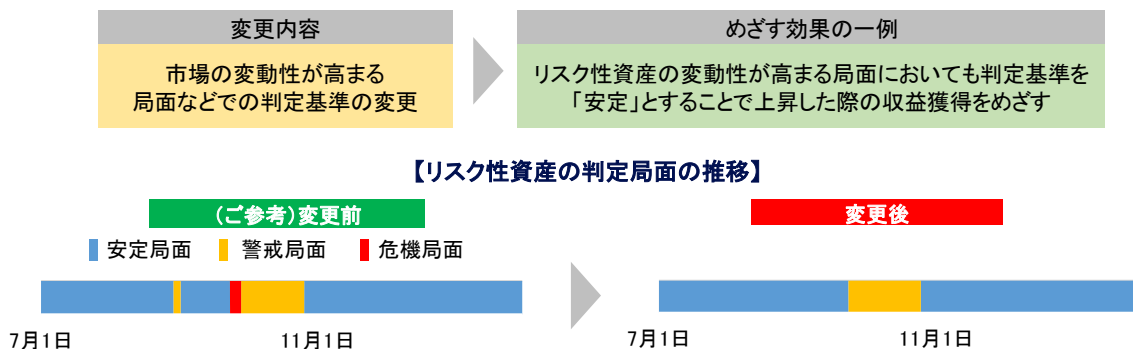 変更内容
市場の変動性が高まる
局面などでの判定基準の変更
めざす効果の一例
リスク性資産の変動性が高まる局面においても判定基準を
「安定」とすることで上昇した際の収益獲得をめざす
【リスク性資産の判定局面の推移】
(ご参考)変更前
安定局面 警戒局面 危機局面
7月1日 11月1日
変更後
7月1日 11月1日